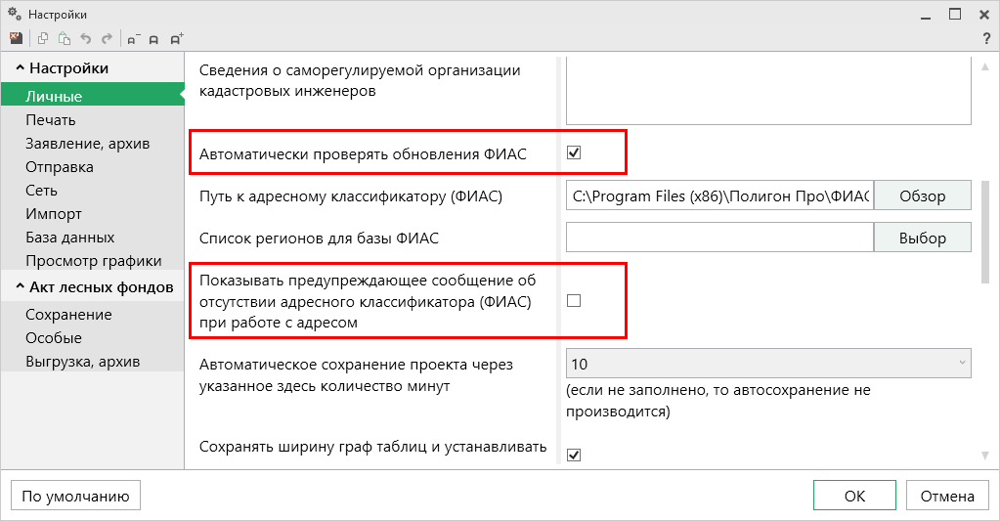 Настройки
?
Настройки
Личные
Печать
Заявление, архив
Отправка
Сеть
Импорт
База данных
Просмотр графики
Акт лесных фондов
Сохранение
Особые
Выгрузка, архив
Сведения о саморегулируемой организации
кадастровых инженеров
Автоматически проверять обновления ФИАС
Путь к адресному классификатору (ФИАС)
C:\Program Files (x86)\Полигон Про\ФИАС
Обзор
Список регионов для базы ФИАС
Выбор
Показывать предупреждающее сообщение об
отсутствии адресного классификатора (ФИАС)
при работе с адресом
Автоматическое сохранение проекта через
указанное здесь количество минут
10
(если не заполнено, то автосохранение не
производится)
Сохранять ширину граф таблиц и устанавливать
По умолчанию
ОК
Отмена